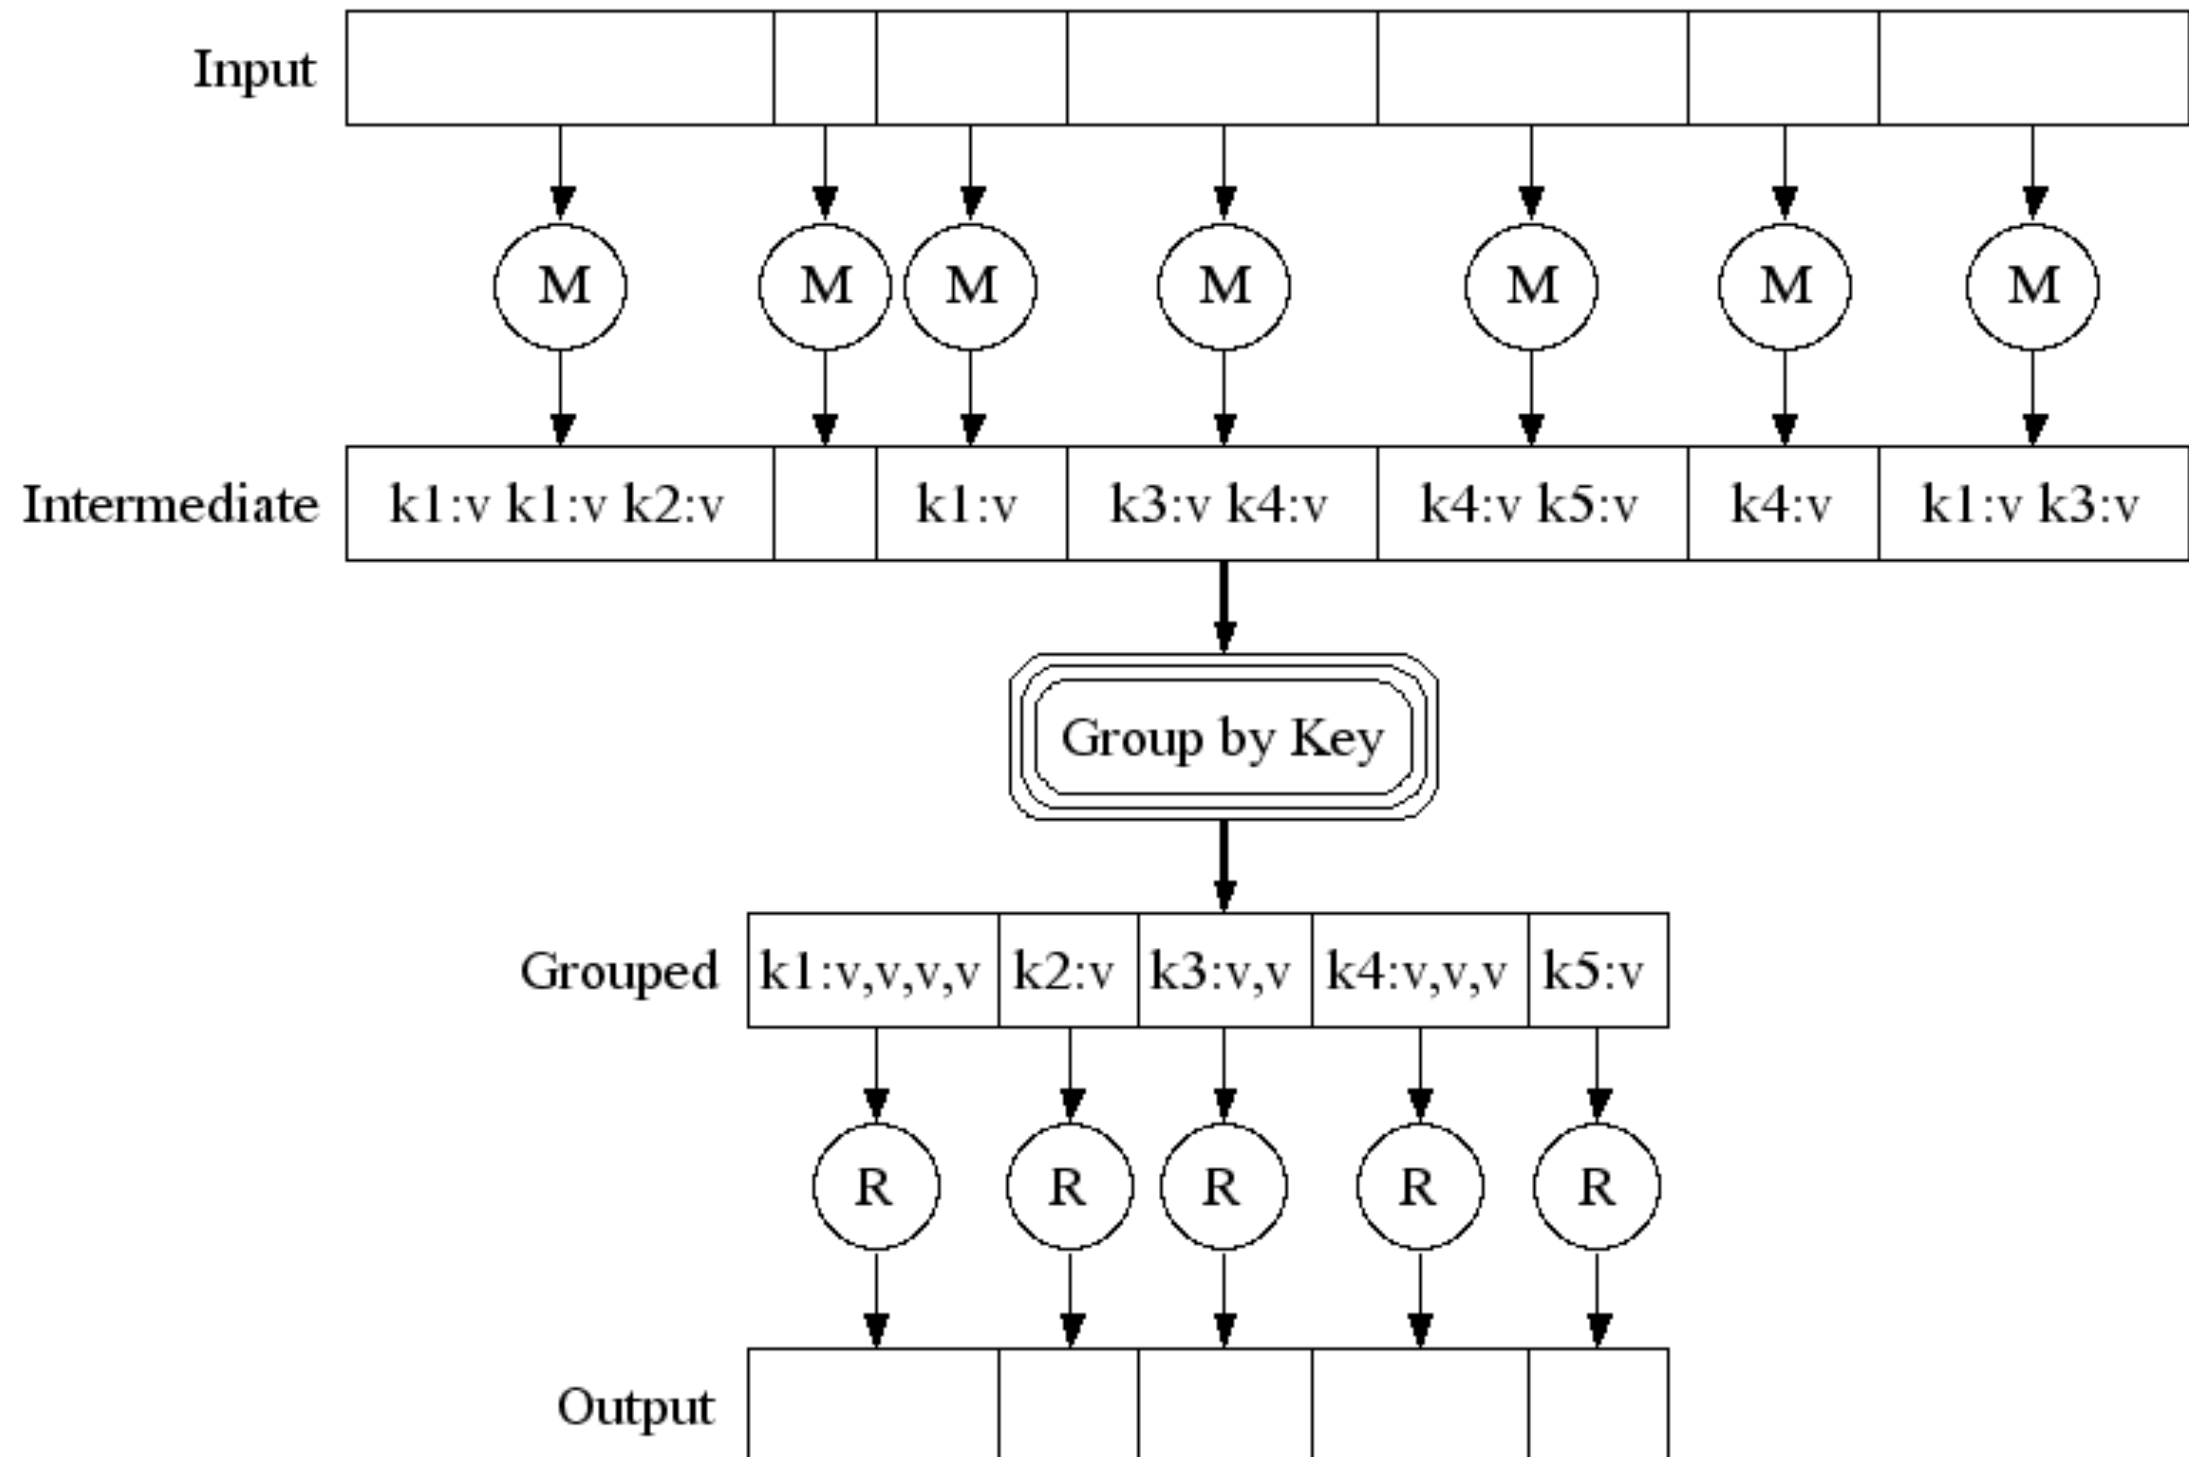 Input
M M M M M M M
Intermediate k1:v k1:v k2:v k1:v k3:v k4:v k4:v k5:v k4:v k1:v k3:v
Group by Key
Grouped k1:v,v,v,v k2:v k3:v,v k4:v,v,v k5:v
R R R R R
Output